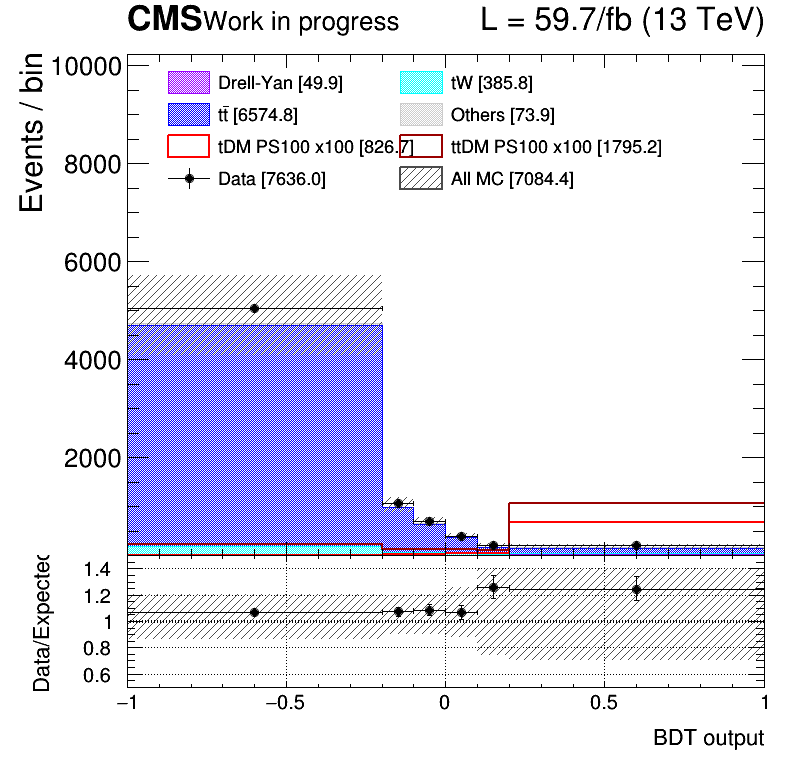 CMS Work in progress L = 59.7/fb (13 TeV)
Events / bin
10000
8000
6000
4000
2000
Drell-Yan [49.9] tW [385.8]
tt̄ [6574.8] Others [73.9]
tDM PS100 x100 [826.7] ttDM PS100 x100 [1795.2]
Data [7636.0] All MC [7084.4]
Data/Expected
1.4
1.2
1
0.8
0.6
−1 −0.5 0 0.5 1
BDT output